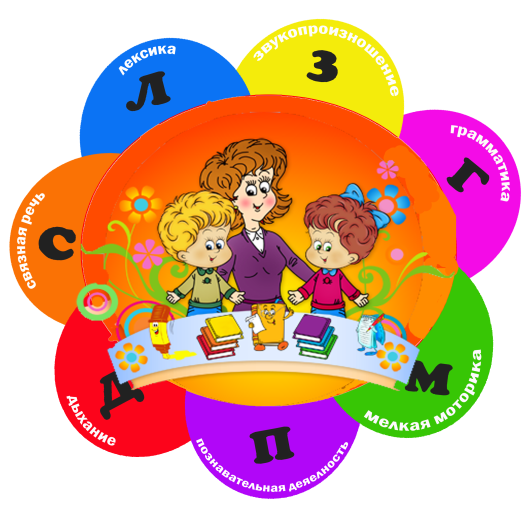 лексика
Л
звукопроизношение
З
грамматика
Г
мелкая моторика
М
познавательная деяелность
П
дыхание
Д
связная речь
С